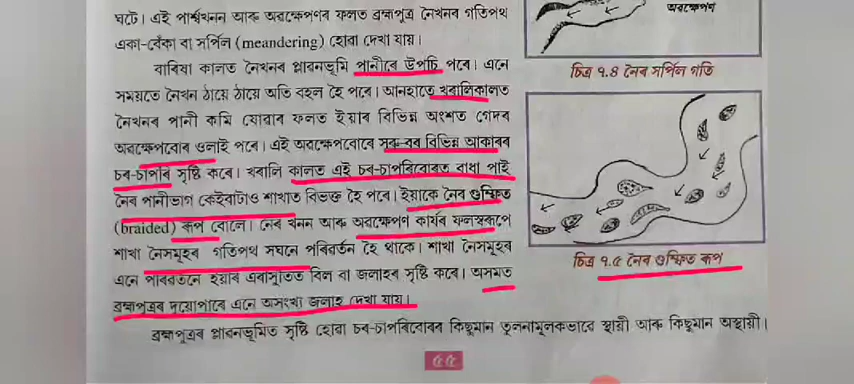 ঘটে। এই পাৰ্শ্বখনন আৰু অৱক্ষেপণৰ ফলত ব্ৰহ্মপুত্ৰ নৈখনৰ গতিপথ
একা-বেঁকা বা সৰ্পিল (meandering) হোৱা দেখা যায়।
বাৰিষা কালত নৈখনৰ প্লাৱনভূমি পানীৰে উপচি পৰে। এনে
সময়তে নৈখন ঠায়ে ঠায়ে অতি বহল হৈ পৰে। আনহাতে খৰালিকালত
নৈখনৰ পানী কমি যোৱাৰ ফলত ইয়াৰ বিভিন্ন অংশত গেদৰ
অৱক্ষেপবোৰ ওলাই পৰে। এই অৱক্ষেপবোৰে সৰু-বৰ বিভিন্ন আকাৰৰ
চৰ-চাপৰি সৃষ্টি কৰে। খৰালি কালত এই চৰ-চাপৰিবোৰত বাধা পাই
নৈৰ পানীভাগ কেইবাটাও শাখাত বিভক্ত হৈ পৰে। ইয়াকে নৈৰ গুম্ফিত
(braided) ৰূপ বোলে। নৈৰ খনন আৰু অৱক্ষেপণ কাৰ্যৰ ফলস্বৰূপে
শাখা নৈসমূহৰ গতিপথ সঘনে পৰিৱৰ্তন হৈ থাকে। শাখা নৈসমূহৰ
এনে পৰিৱৰ্তনে ইয়াৰ এৰাসুঁতিত বিল বা জলাহৰ সৃষ্টি কৰে। অসমত
ব্ৰহ্মপুত্ৰৰ দুয়োপাৰে এনে অসংখ্য জলাহ দেখা যায়।
অৱক্ষেপণ
চিত্ৰ ৭.৪ নৈৰ সৰ্পিল গতি
চিত্ৰ ৭.৫ নৈৰ গুম্ফিত ৰূপ
ব্ৰহ্মপুত্ৰৰ প্লাৱনভূমিত সৃষ্টি হোৱা চৰ-চাপৰিবোৰৰ কিছুমান তুলনামূলকভাৱে স্থায়ী আৰু কিছুমান অস্থায়ী।
৫৫